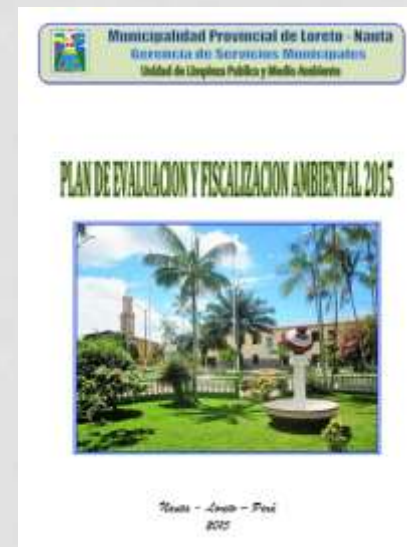 Municipalidad Provincial de Loreto - Nauta
Gerencia de Servicios Municipales
Unidad de Limpieza Pública y Medio Ambiente
PLAN DE EVALUACION Y FISCALIZACION AMBIENTAL 2015
Nauta - Loreto - Perú
2015